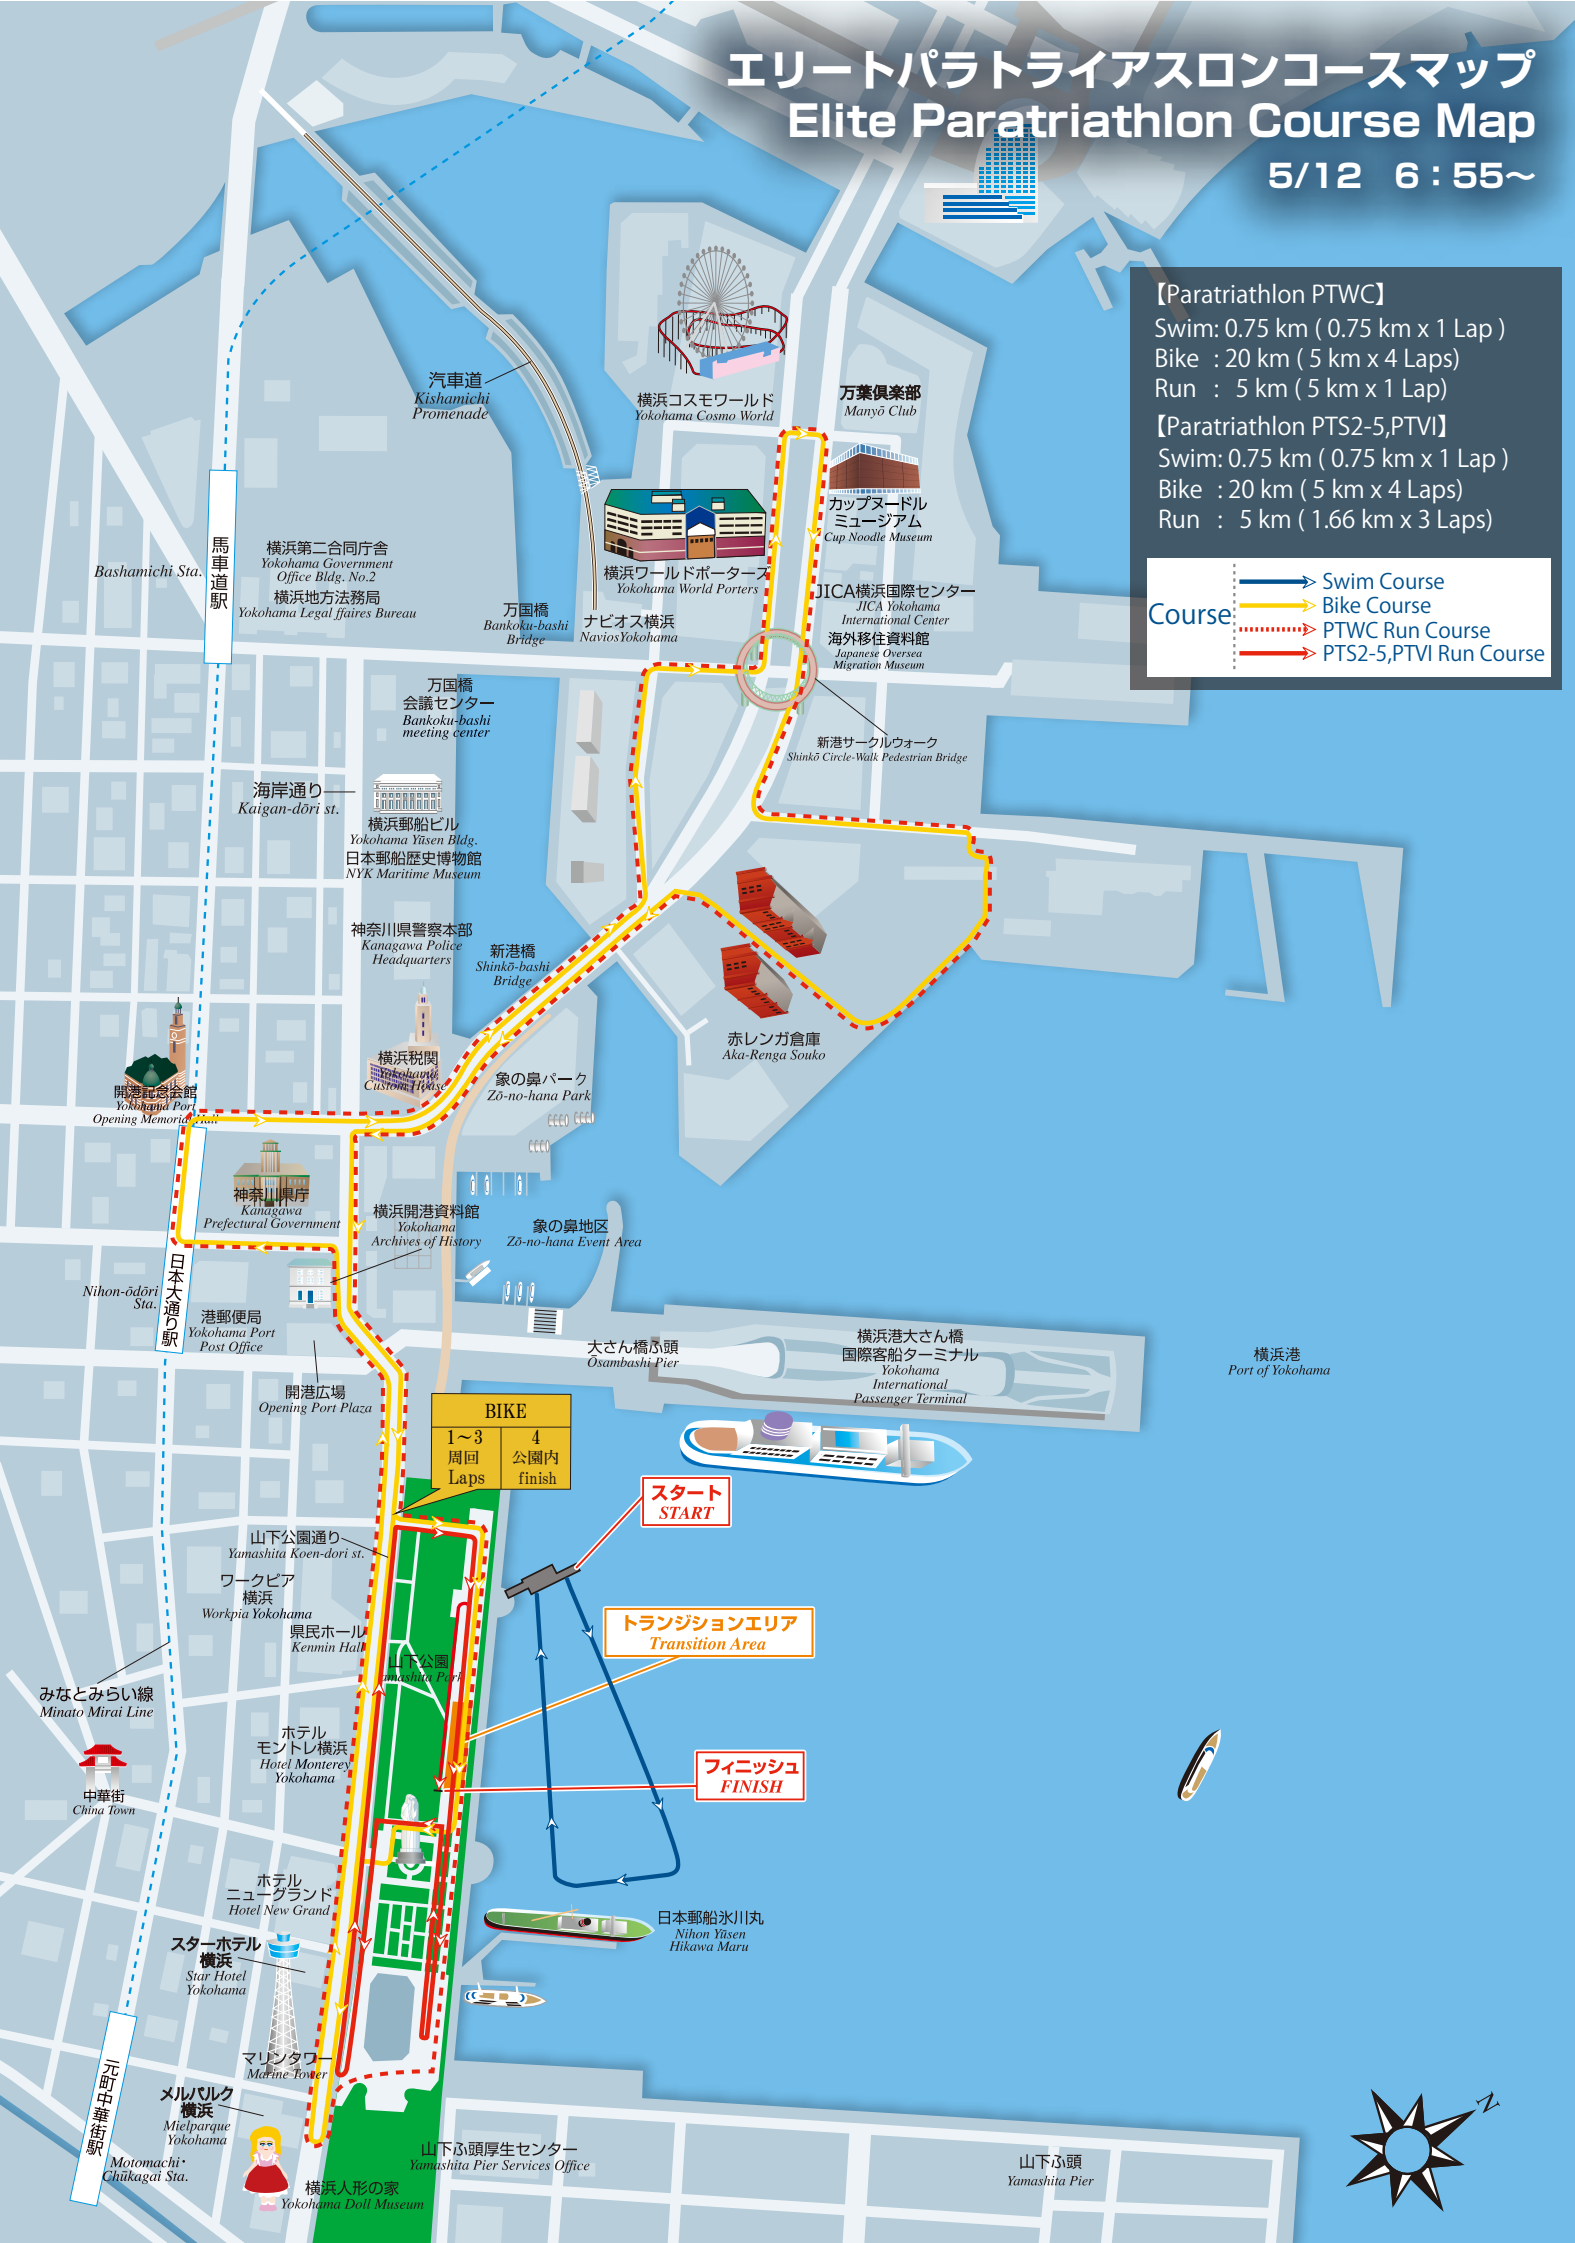 エリートパラトライアスロンコースマップ
Elite Paratriathlon Course Map
5/12 6：55～
【Paratriathlon PTWC】
Swim: 0.75 km ( 0.75 km x 1 Lap )
Bike : 20 km ( 5 km x 4 Laps)
Run : 5 km ( 5 km x 1 Lap)
【Paratriathlon PTS2-5,PTVI】
Swim: 0.75 km ( 0.75 km x 1 Lap )
Bike : 20 km ( 5 km x 4 Laps)
Run : 5 km ( 1.66 km x 3 Laps)
Course
Swim Course
Bike Course
PTWC Run Course
PTS2-5,PTVI Run Course
汽車道
Kishamichi
Promenade
横浜コスモワールド
Yokohama Cosmo World
万葉倶楽部
Manyō Club
カップヌードル
ミュージアム
Cup Noodle Museum
横浜ワールドポーターズ
Yokohama World Porters
JICA横浜国際センター
JICA Yokohama
International Center
海外移住資料館
Japanese Oversea
Migration Museum
馬車道駅
Bashamichi Sta.
横浜第二合同庁舎
Yokohama Government
Office Bldg. No.2
横浜地方法務局
Yokohama Legal ffaires Bureau
万国橋
Bankoku-bashi
Bridge
ナビオス横浜
NaviosYokohama
万国橋
会議センター
Bankoku-bashi
meeting center
新港サークルウォーク
Shinkō Circle-Walk Pedestrian Bridge
海岸通り
Kaigan-dōri st.
横浜郵船ビル
Yokohama Yūsen Bldg.
日本郵船歴史博物館
NYK Maritime Museum
神奈川県警察本部
Kanagawa Police
Headquarters
新港橋
Shinkō-bashi
Bridge
赤レンガ倉庫
Aka-Renga Souko
横浜税関
Yokohama
Custom House
象の鼻パーク
Zō-no-hana Park
開港記念会館
Yokohama Port
Opening Memorial Hall
神奈川県庁
Kanagawa
Prefectural Government
横浜開港資料館
Yokohama
Archives of History
象の鼻地区
Zō-no-hana Event Area
日本大通り駅
Nihon-ōdōri
Sta.
港郵便局
Yokohama Port
Post Office
開港広場
Opening Port Plaza
大さん橋ふ頭
Ōsambashi Pier
横浜港大さん橋
国際客船ターミナル
Yokohama
International
Passenger Terminal
横浜港
Port of Yokohama
BIKE
1～3
周回
Laps
4
公園内
finish
スタート
START
山下公園通り
Yamashita Koen-dori st.
ワークピア
横浜
Workpia Yokohama
県民ホール
Kenmin Hall
トランジションエリア
Transition Area
山下公園
Yamashita Park
みなとみらい線
Minato Mirai Line
ホテル
モントレ横浜
Hotel Monterey
Yokohama
フィニッシュ
FINISH
中華街
China Town
ホテル
ニューグランド
Hotel New Grand
スターホテル
横浜
Star Hotel
Yokohama
日本郵船氷川丸
Nihon Yūsen
Hikawa Maru
マリンタワー
Marine Tower
メルパルク
横浜
Mielparque
Yokohama
元町中華街駅
Motomachi・
Chūkagai Sta.
横浜人形の家
Yokohama Doll Museum
山下ふ頭厚生センター
Yamashita Pier Services Office
山下ふ頭
Yamashita Pier
N